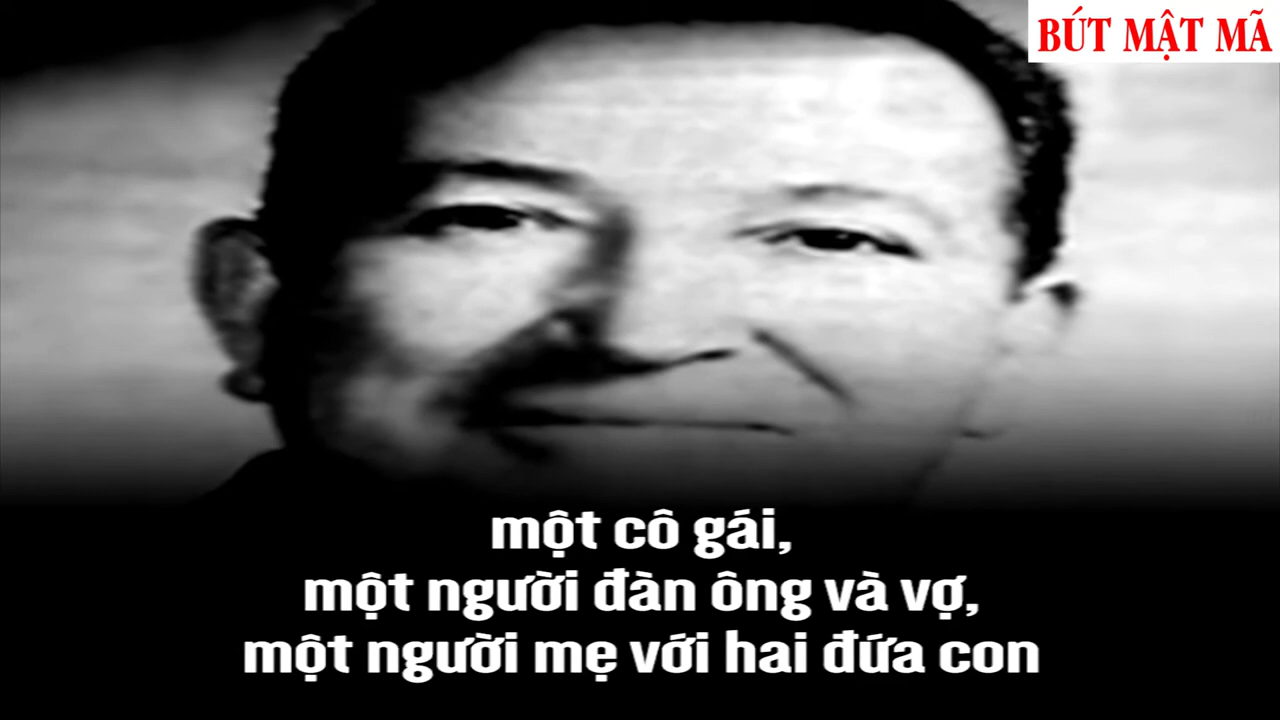 BÚT MẬT MÃ
một cô gái,
một người đàn ông và vợ,
một người mẹ với hai đứa con